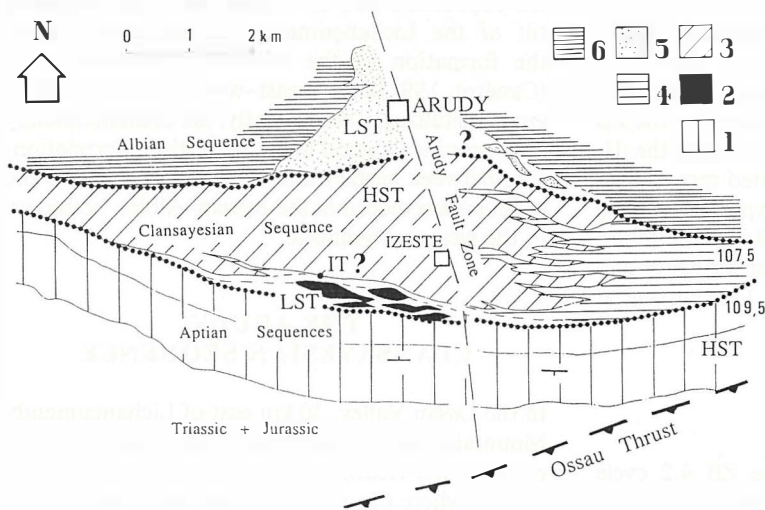 N
0 1 2 km
6 5 3
4 2
1
ARUDY
LST
?
Albian Sequence
Arudy Fault Zone
HST
Clansayesian Sequence
IZESTE
IT ?
107,5
LST
109,5
Aptian Sequences
HST
Triassic + Jurassic
Ossau Thrust